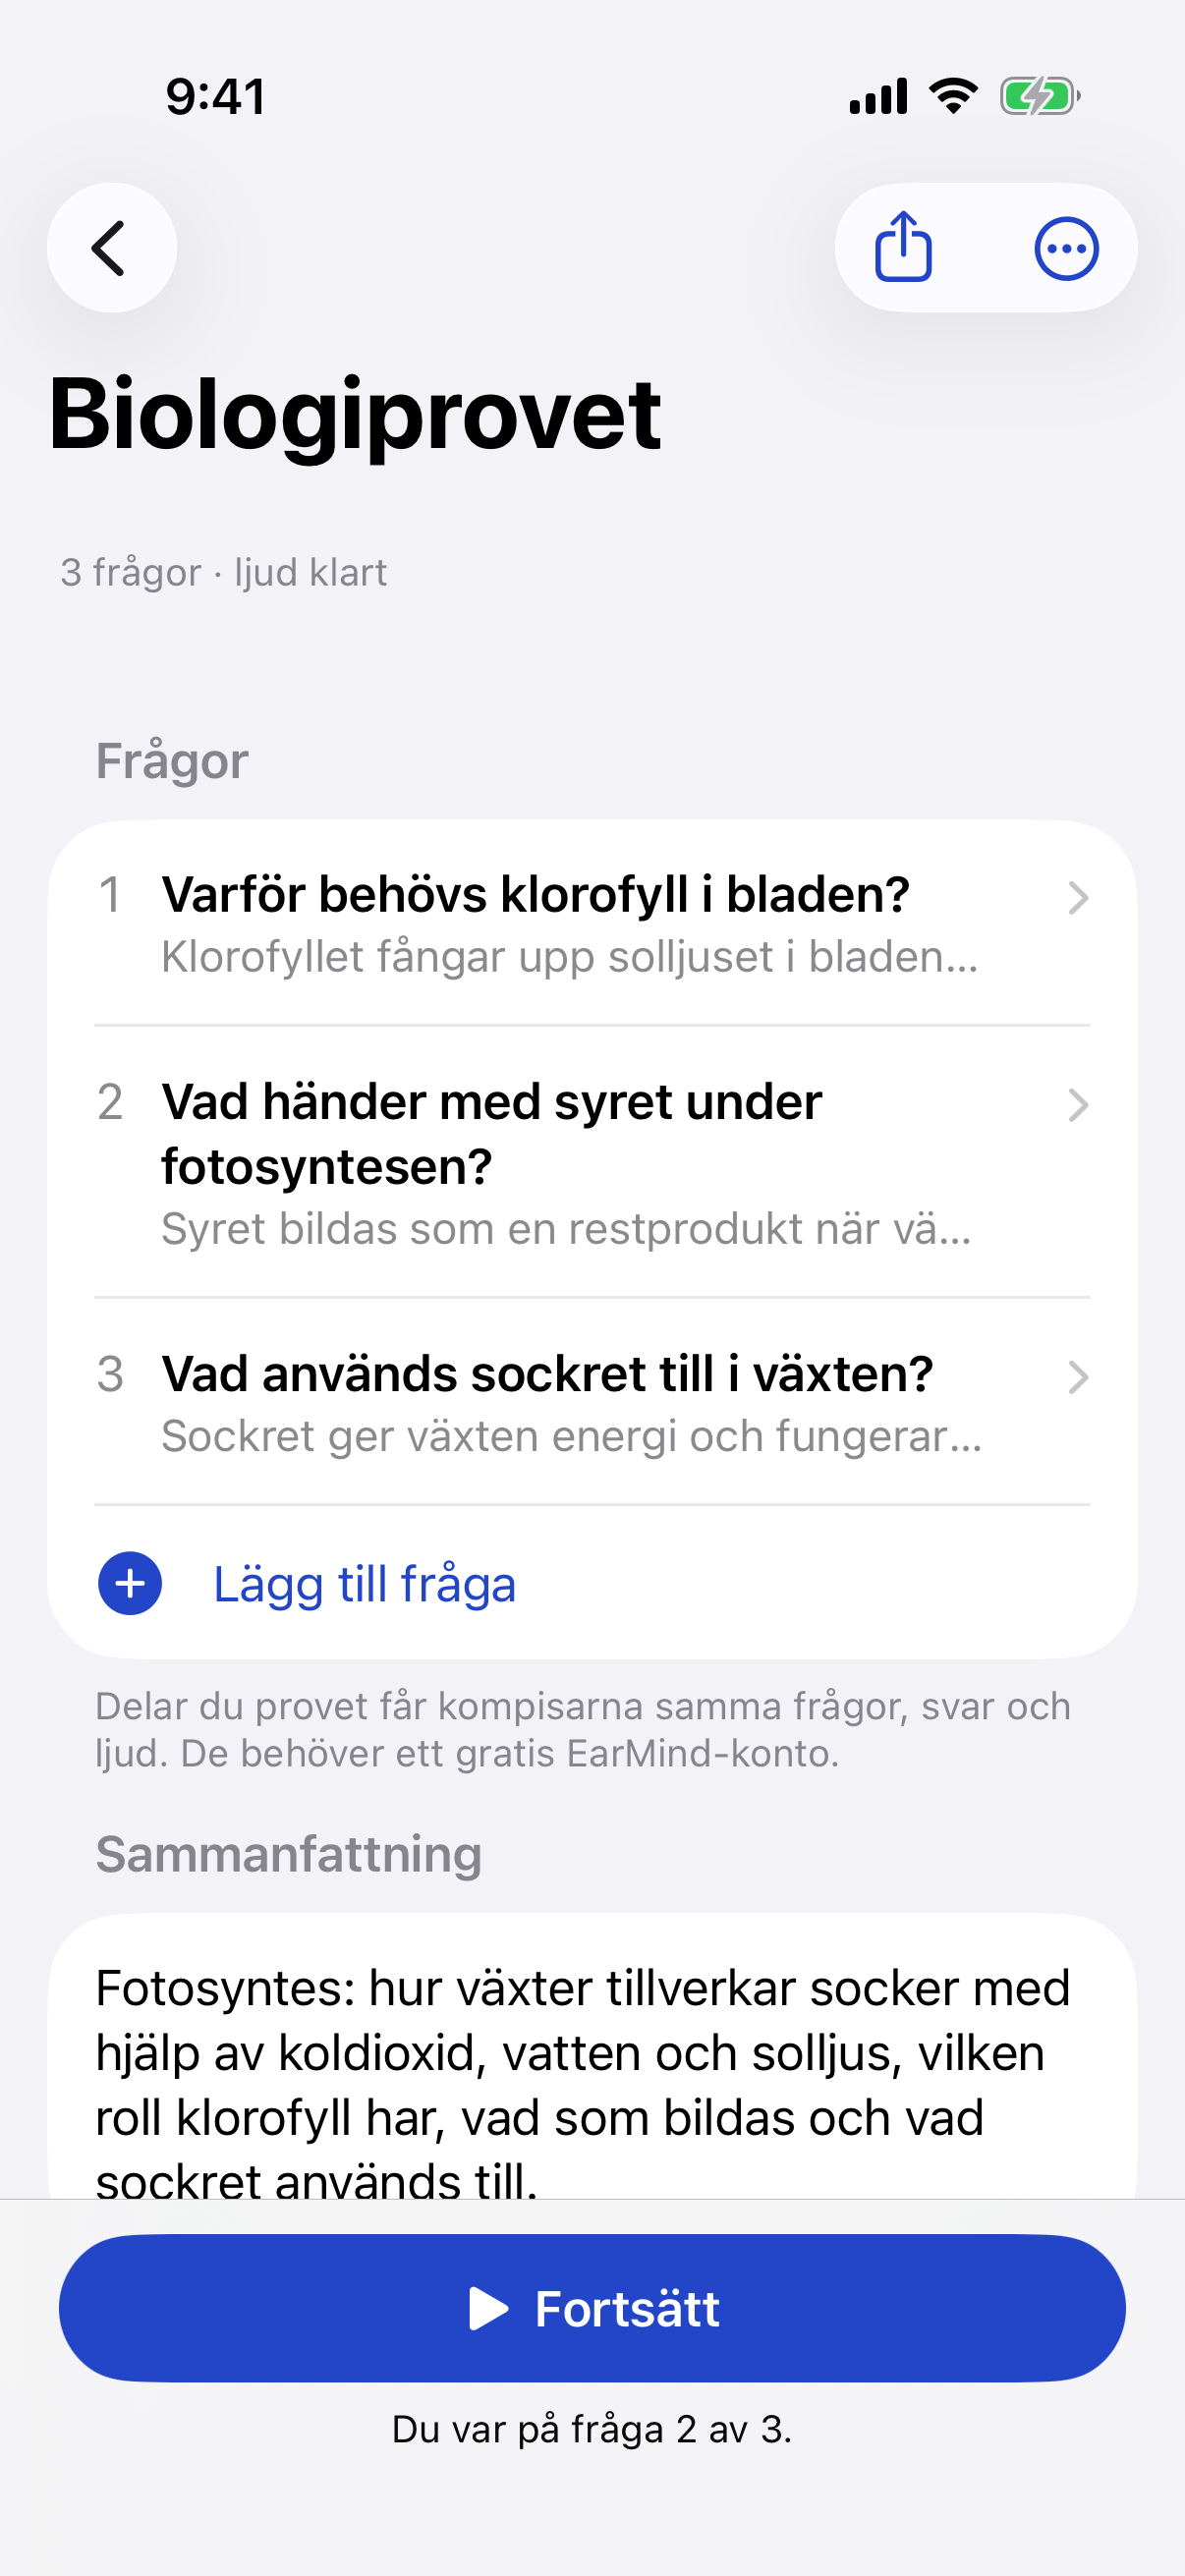 9:41
Biologiprovet
3 frågor · ljud klart
Frågor
1 Varför behövs klorofyll i bladen?
Klorofyllet fångar upp solljuset i bladen...
2 Vad händer med syret under
fotosyntesen?
Syret bildas som en restprodukt när vä...
3 Vad används sockret till i växten?
Sockret ger växten energi och fungerar...
Lägg till fråga
Delar du provet får kompisarna samma frågor, svar och
ljud. De behöver ett gratis EarMind-konto.
Sammanfattning
Fotosyntes: hur växter tillverkar socker med
hjälp av koldioxid, vatten och solljus, vilken
roll klorofyll har, vad som bildas och vad
sockret används till.
Fortsätt
Du var på fråga 2 av 3.